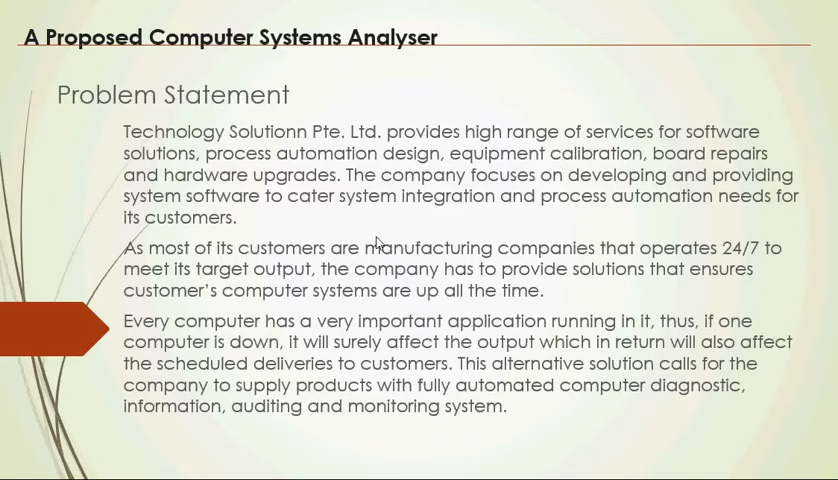 A Proposed Computer Systems Analyser
Problem Statement
Technology Solutionn Pte. Ltd. provides high range of services for software
solutions, process automation design, equipment calibration, board repairs
and hardware upgrades. The company focuses on developing and providing
system software to cater system integration and process automation needs for
its customers.
As most of its customers are manufacturing companies that operates 24/7 to
meet its target output, the company has to provide solutions that ensures
customer's computer systems are up all the time.
Every computer has a very important application running in it, thus, if one
computer is down, it will surely affect the output which in return will also affect
the scheduled deliveries to customers. This alternative solution calls for the
company to supply products with fully automated computer diagnostic,
information, auditing and monitoring system.